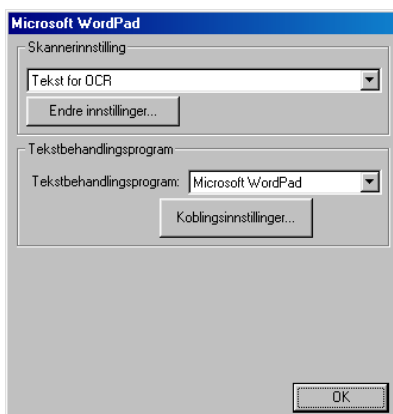 Microsoft WordPad
Skannerinnstilling
Tekst for OCR
Endre innstillinger...
Tekstbehandlingsprogram
Tekstbehandlingsprogram: Microsoft WordPad
Koblingsinnstillinger...
OK